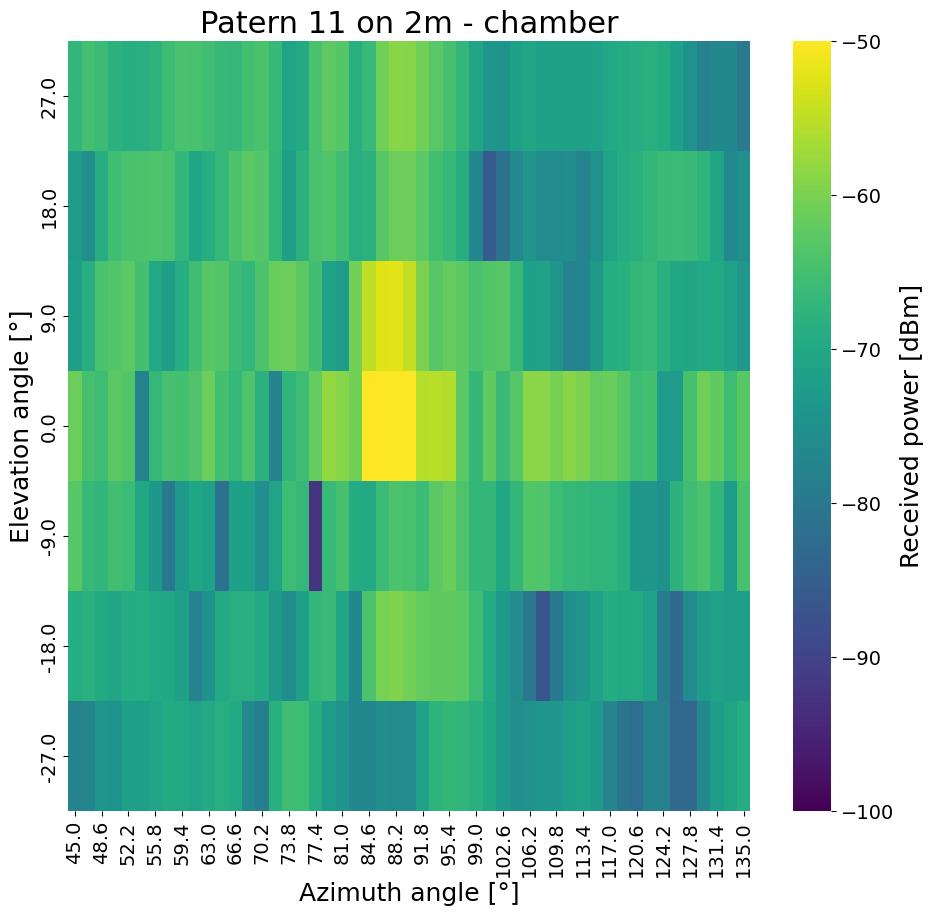 Patern 11 on 2m - chamber
Elevation angle [°]
27.0
18.0
9.0
0.0
-9.0
-18.0
-27.0
45.0 48.6 52.2 55.8 59.4 63.0 66.6 70.2 73.8 77.4 81.0 84.6 88.2 91.8 95.4 99.0 102.6 106.2 109.8 113.4 117.0 120.6 124.2 127.8 131.4 135.0
Azimuth angle [°]
−50
−60
−70
−80
−90
−100
Received power [dBm]